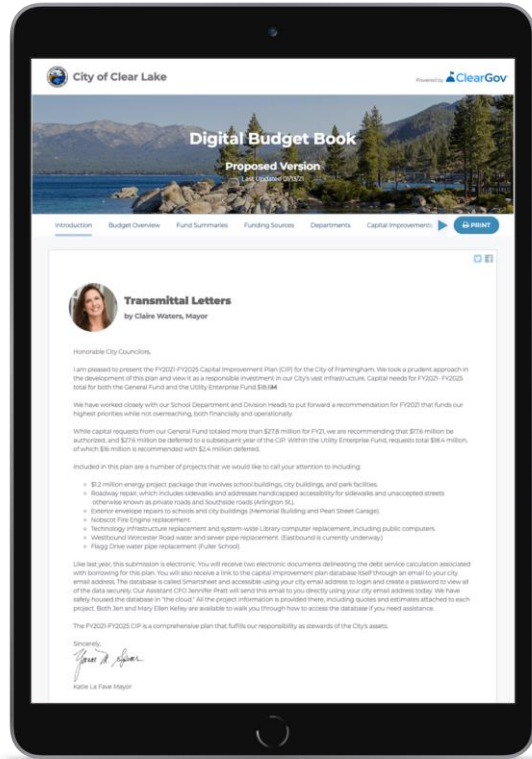 City of Clear Lake
Powered by ClearGov
Digital Budget Book
Proposed Version
Last Updated
Introduction Budget Overview Fund Summaries Funding Sources Departments Capital Improvements PRINT
Transmittal Letters
by Claire Waters, Mayor
Honorable City Councilors,
I am pleased to present the FY2021-FY2025 Capital Improvement Plan (CIP) for the City of Framingham. We took a prudent approach in
the development of this plan and view it as a responsible investment in our City's vast infrastructure. Capital needs for FY2021- FY2025
total for both the General Fund and the Utility Enterprise Fund
We have worked closely with our School Department and Division Heads to put forward a recommendation for FY2021 that funds our
highest priorities while not overreaching, both financially and operationally.
While capital requests from our General Fund totaled more than $27.8 million for FY21, we are recommending that $17.6 million be
authorized, and $27.6 million be deferred to a subsequent year of the CIP. Within the Utility Enterprise Fund, requests total $18.4 million,
of which $16 million is recommended with $2.4 million deferred.
Included in this plan are a number of projects that we would like to call your attention to including:
$1.2 million energy project package that involves school buildings, city buildings, and park facilities.
Roadway repair, which includes sidewalks and addresses handicapped accessibility for sidewalks and unaccepted streets
otherwise known as private roads and Southside roads (Arlington St.).
Exterior envelope repairs to schools and city buildings (Memorial Building and Pearl Street Garage).
Nobscot Fire Engine replacement.
Technology infrastructure replacement and system-wide Library computer replacement, including public computers.
Westbound Worcester Road water and sewer pipe replacement. (Eastbound is currently underway.)
Flagg Drive water pipe replacement (Fuller School)
Like last year, this submission is electronic. You will receive two electronic documents delineating the debt service calculation associated
with borrowing for this plan. You will also receive a link to the capital improvement plan database itself through an email to your city
email address. The database is called Smartsheet and accessible using your city email address to login and create a password to view all
of the data securely. Our Assistant CFO Jennifer Pratt will send this email to you directly using your city email address today. We have
safely housed the database in "the cloud." All the project information is provided there, including quotes and estimates attached to each
project. Both Jen and Mary Ellen Kelley are available to walk you through how to access the database if you need assistance.
The FY2021-FY2025 CIP is a comprehensive plan that fulfills our responsibility as stewards of the City's assets.
Sincerely,
Katie La Fave Mayor